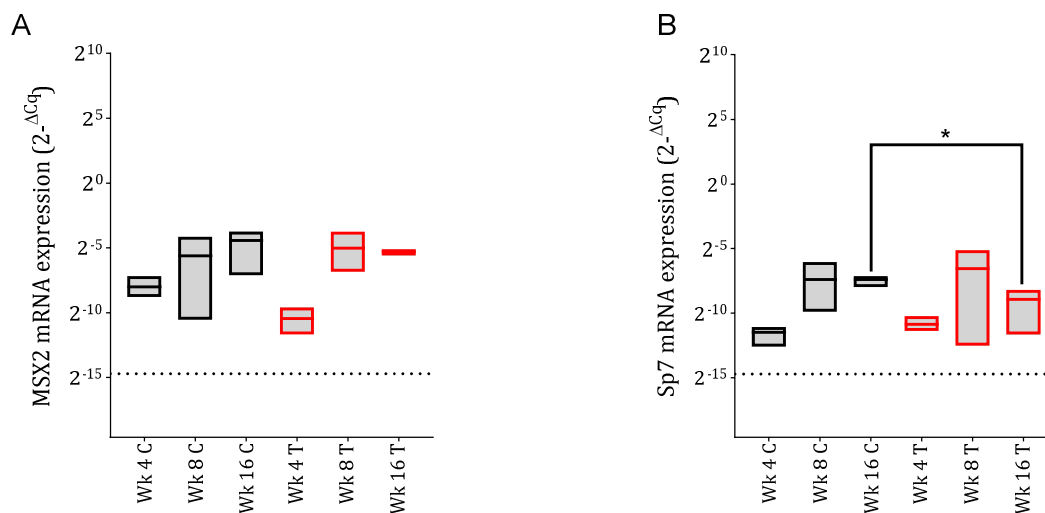 A
MSX2 mRNA expression (2-ΔCq)
2^10
2^5
2^0
2^-5
2^-10
2^-15
Wk 4 C
Wk 8 C
Wk 16 C
Wk 4 T
Wk 8 T
Wk 16 T
B
Sp7 mRNA expression (2-ΔCq)
2^10
2^5
2^0
2^-5
2^-10
2^-15
*
Wk 4 C
Wk 8 C
Wk 16 C
Wk 4 T
Wk 8 T
Wk 16 T